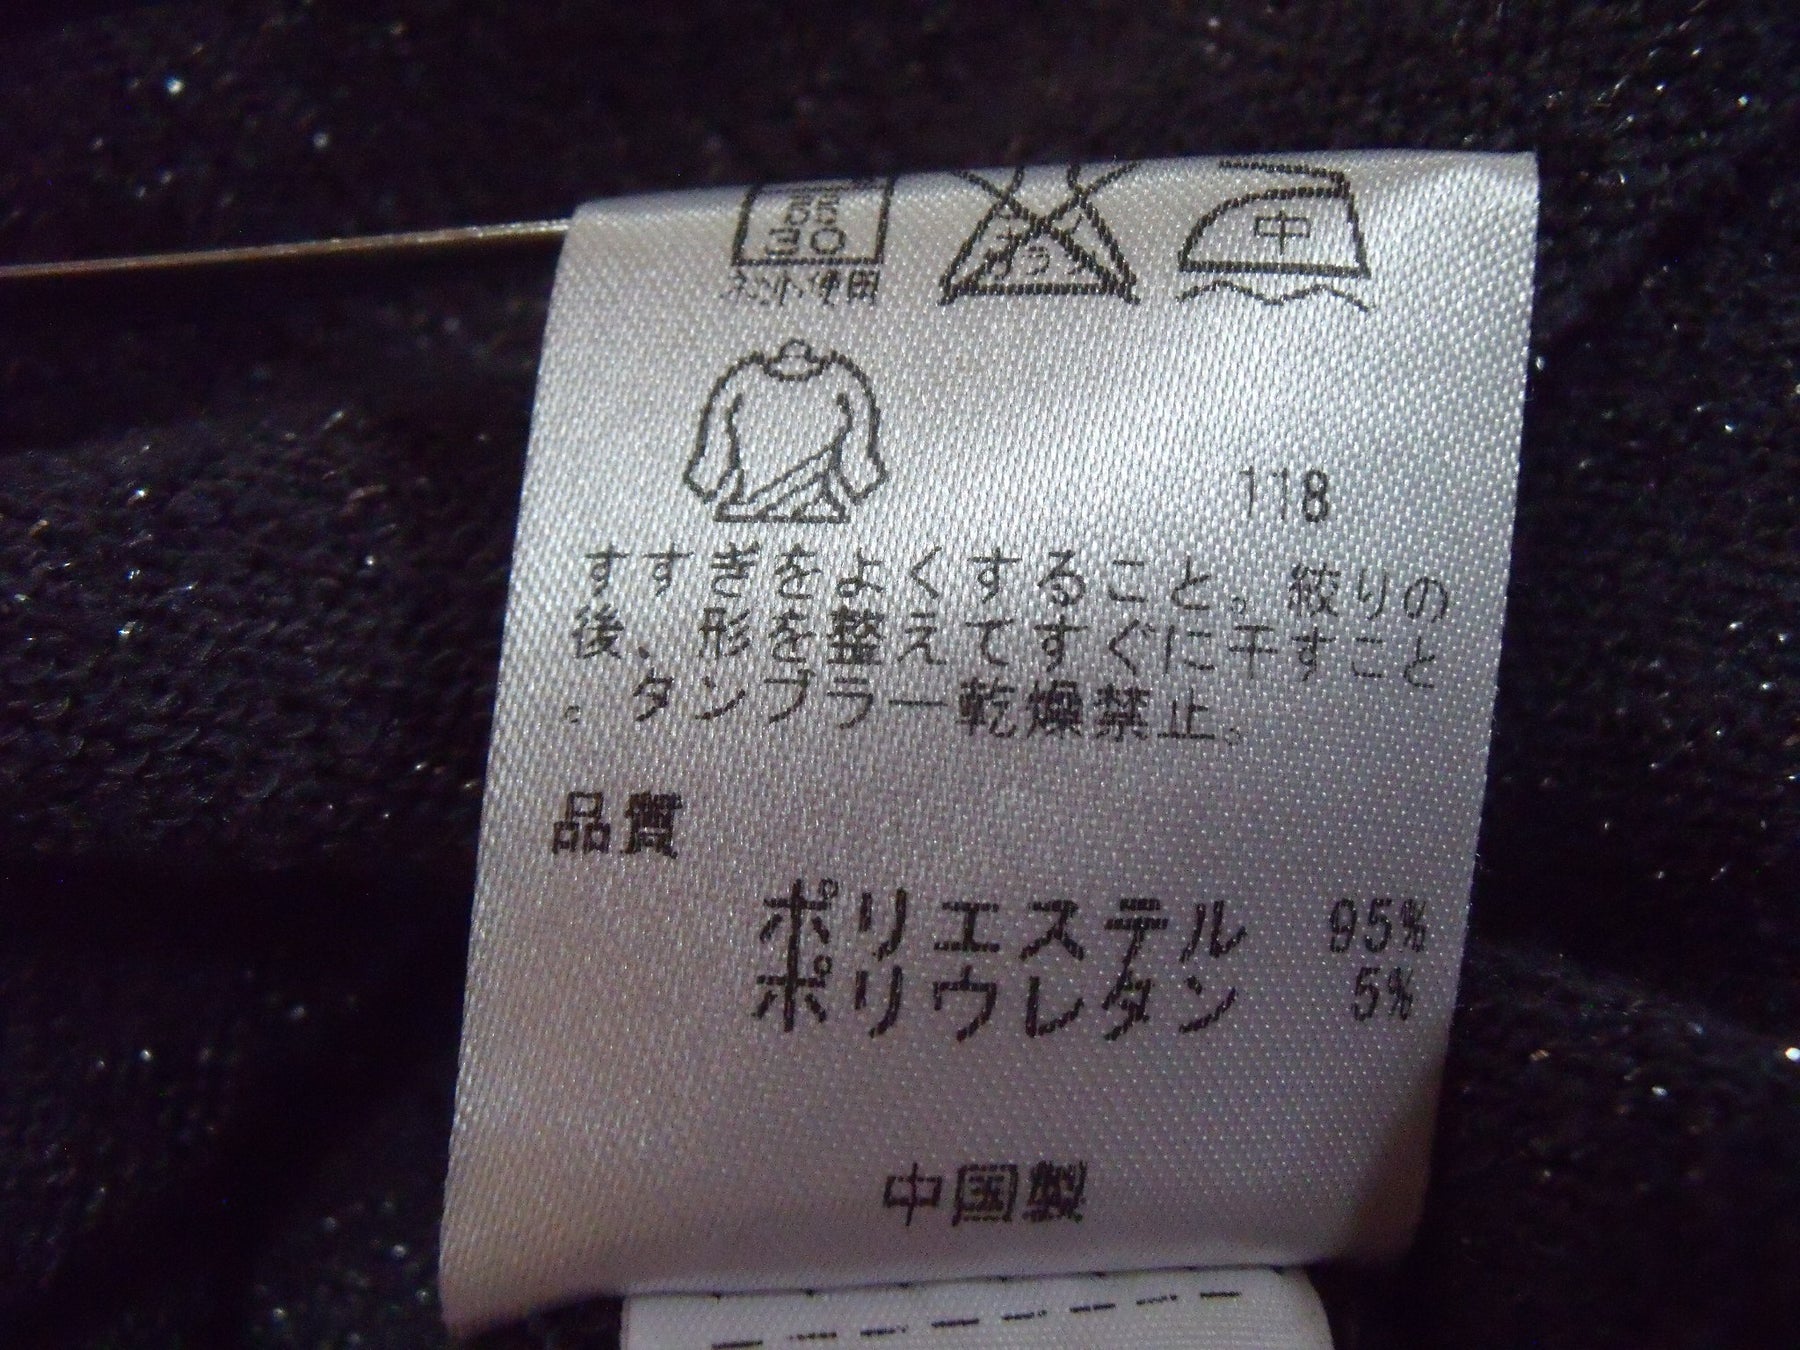 ネット使用
中
118
すすぎをよくすること。絞りの
後、形を整えてすぐに干すこと
。タンブラー乾燥禁止。
品質
ポリエステル 95%
ポリウレタン 5%
中国製